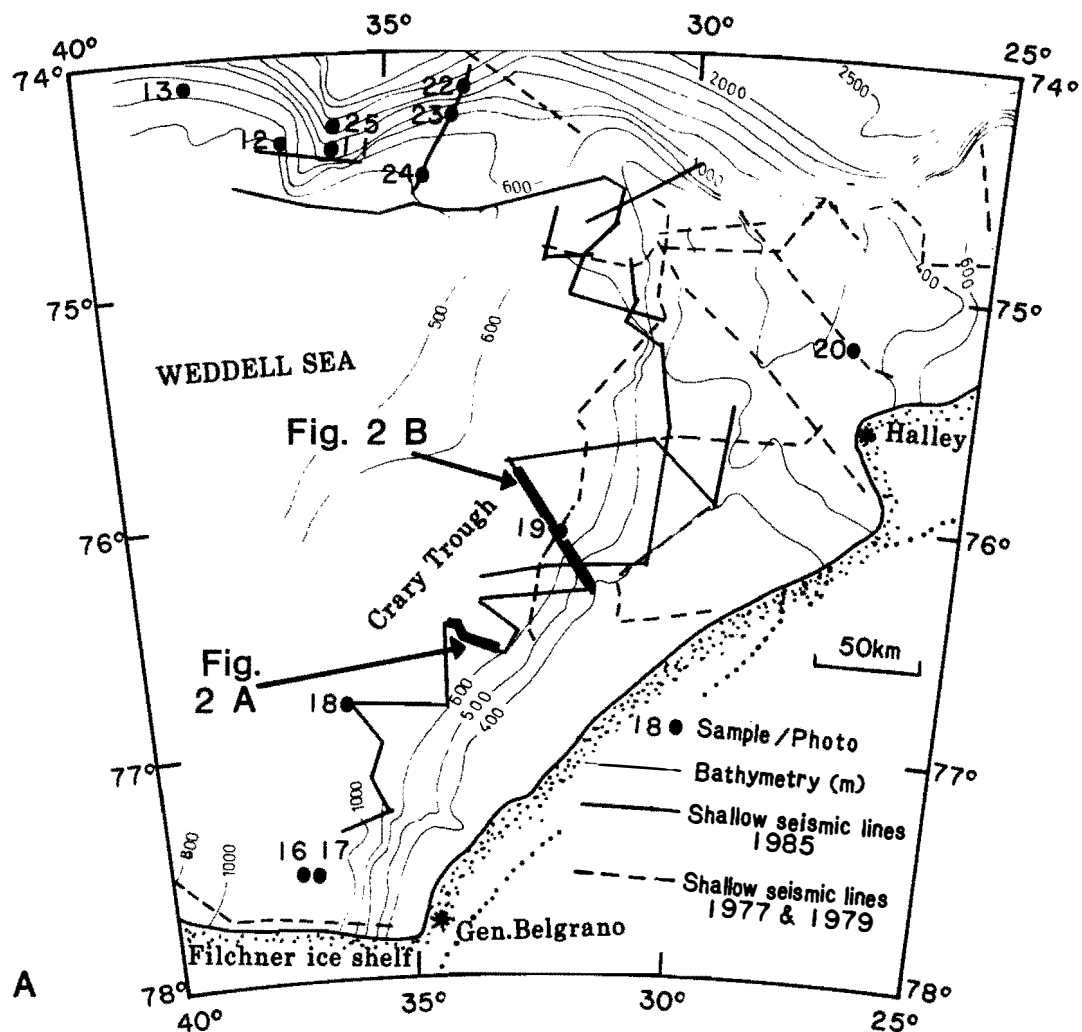 35° 30°
40° 25°
74° 74°
13
12
25
11
22
23
24
600
1000
2000
2500
400
600
75° 75°
500
600
20
WEDDELL SEA
Fig. 2 B
Halley
19
76° 76°
Crary Trough
50km
Fig.
2 A
18
600
500
400
18 Sample/Photo
Bathymetry (m)
77° 77°
1000
Shallow seismic lines
1985
16 17
800
1000
Shallow seismic lines
1977 & 1979
Gen.Belgrano
Filchner ice shelf
A
78° 78°
40° 25°
35° 30°